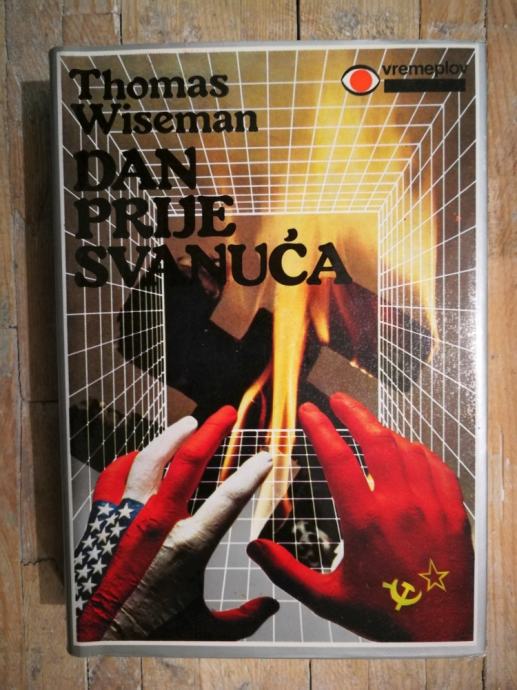 Thomas
Wiseman
DAN
PRIJE
SVANUĆA
vremeplov